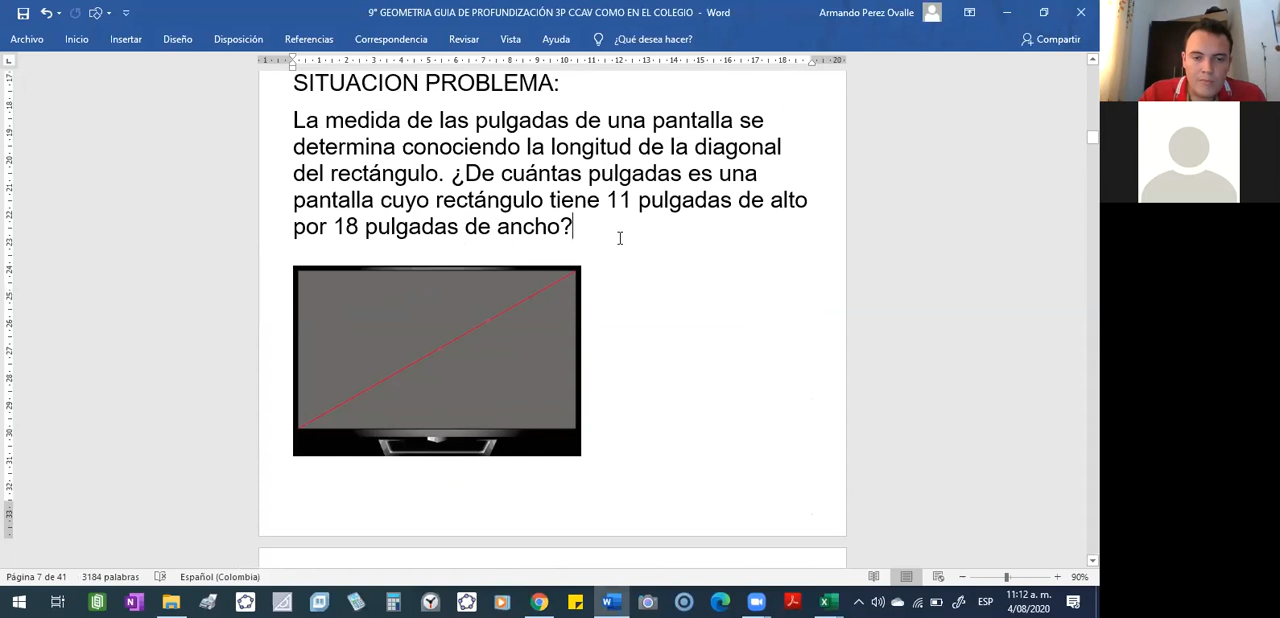 9° GEOMETRIA GUIA DE PROFUNDIZACIÓN 3P CCAV COMO EN EL COLEGIO - Word
Armando Perez Ovalle
Archivo Inicio Insertar Diseño Disposición Referencias Correspondencia Revisar Vista Ayuda ¿Qué desea hacer? Compartir
SITUACION PROBLEMA:
La medida de las pulgadas de una pantalla se
determina conociendo la longitud de la diagonal
del rectángulo. ¿De cuántas pulgadas es una
pantalla cuyo rectángulo tiene 11 pulgadas de alto
por 18 pulgadas de ancho?
Página 7 de 41 3184 palabras Español (Colombia) 90%
ESP
11:12 a. m.
4/08/2020